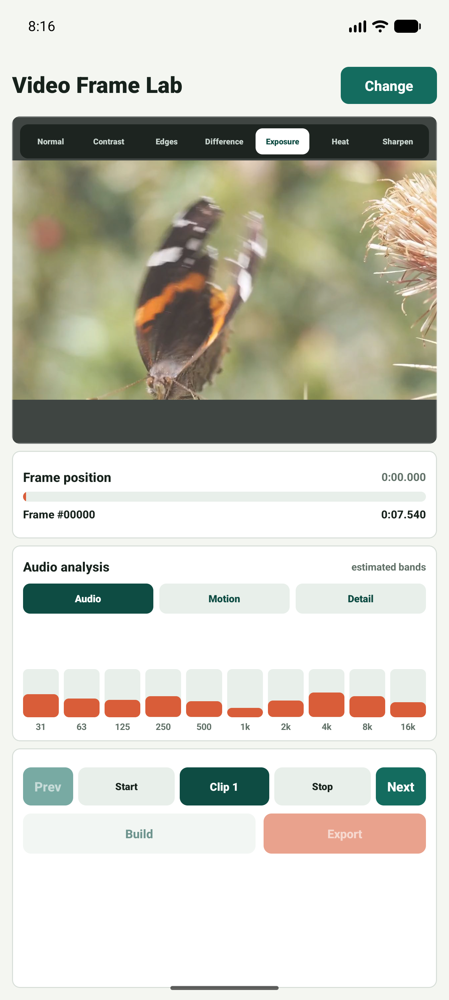 8:16
Video Frame Lab
Change
Normal Contrast Edges Difference Exposure Heat Sharpen
Frame position 0:00.000
Frame #00000 0:07.540
Audio analysis estimated bands
Audio Motion Detail
31 63 125 250 500 1k 2k 4k 8k 16k
Prev Start Clip 1 Stop Next
Build Export